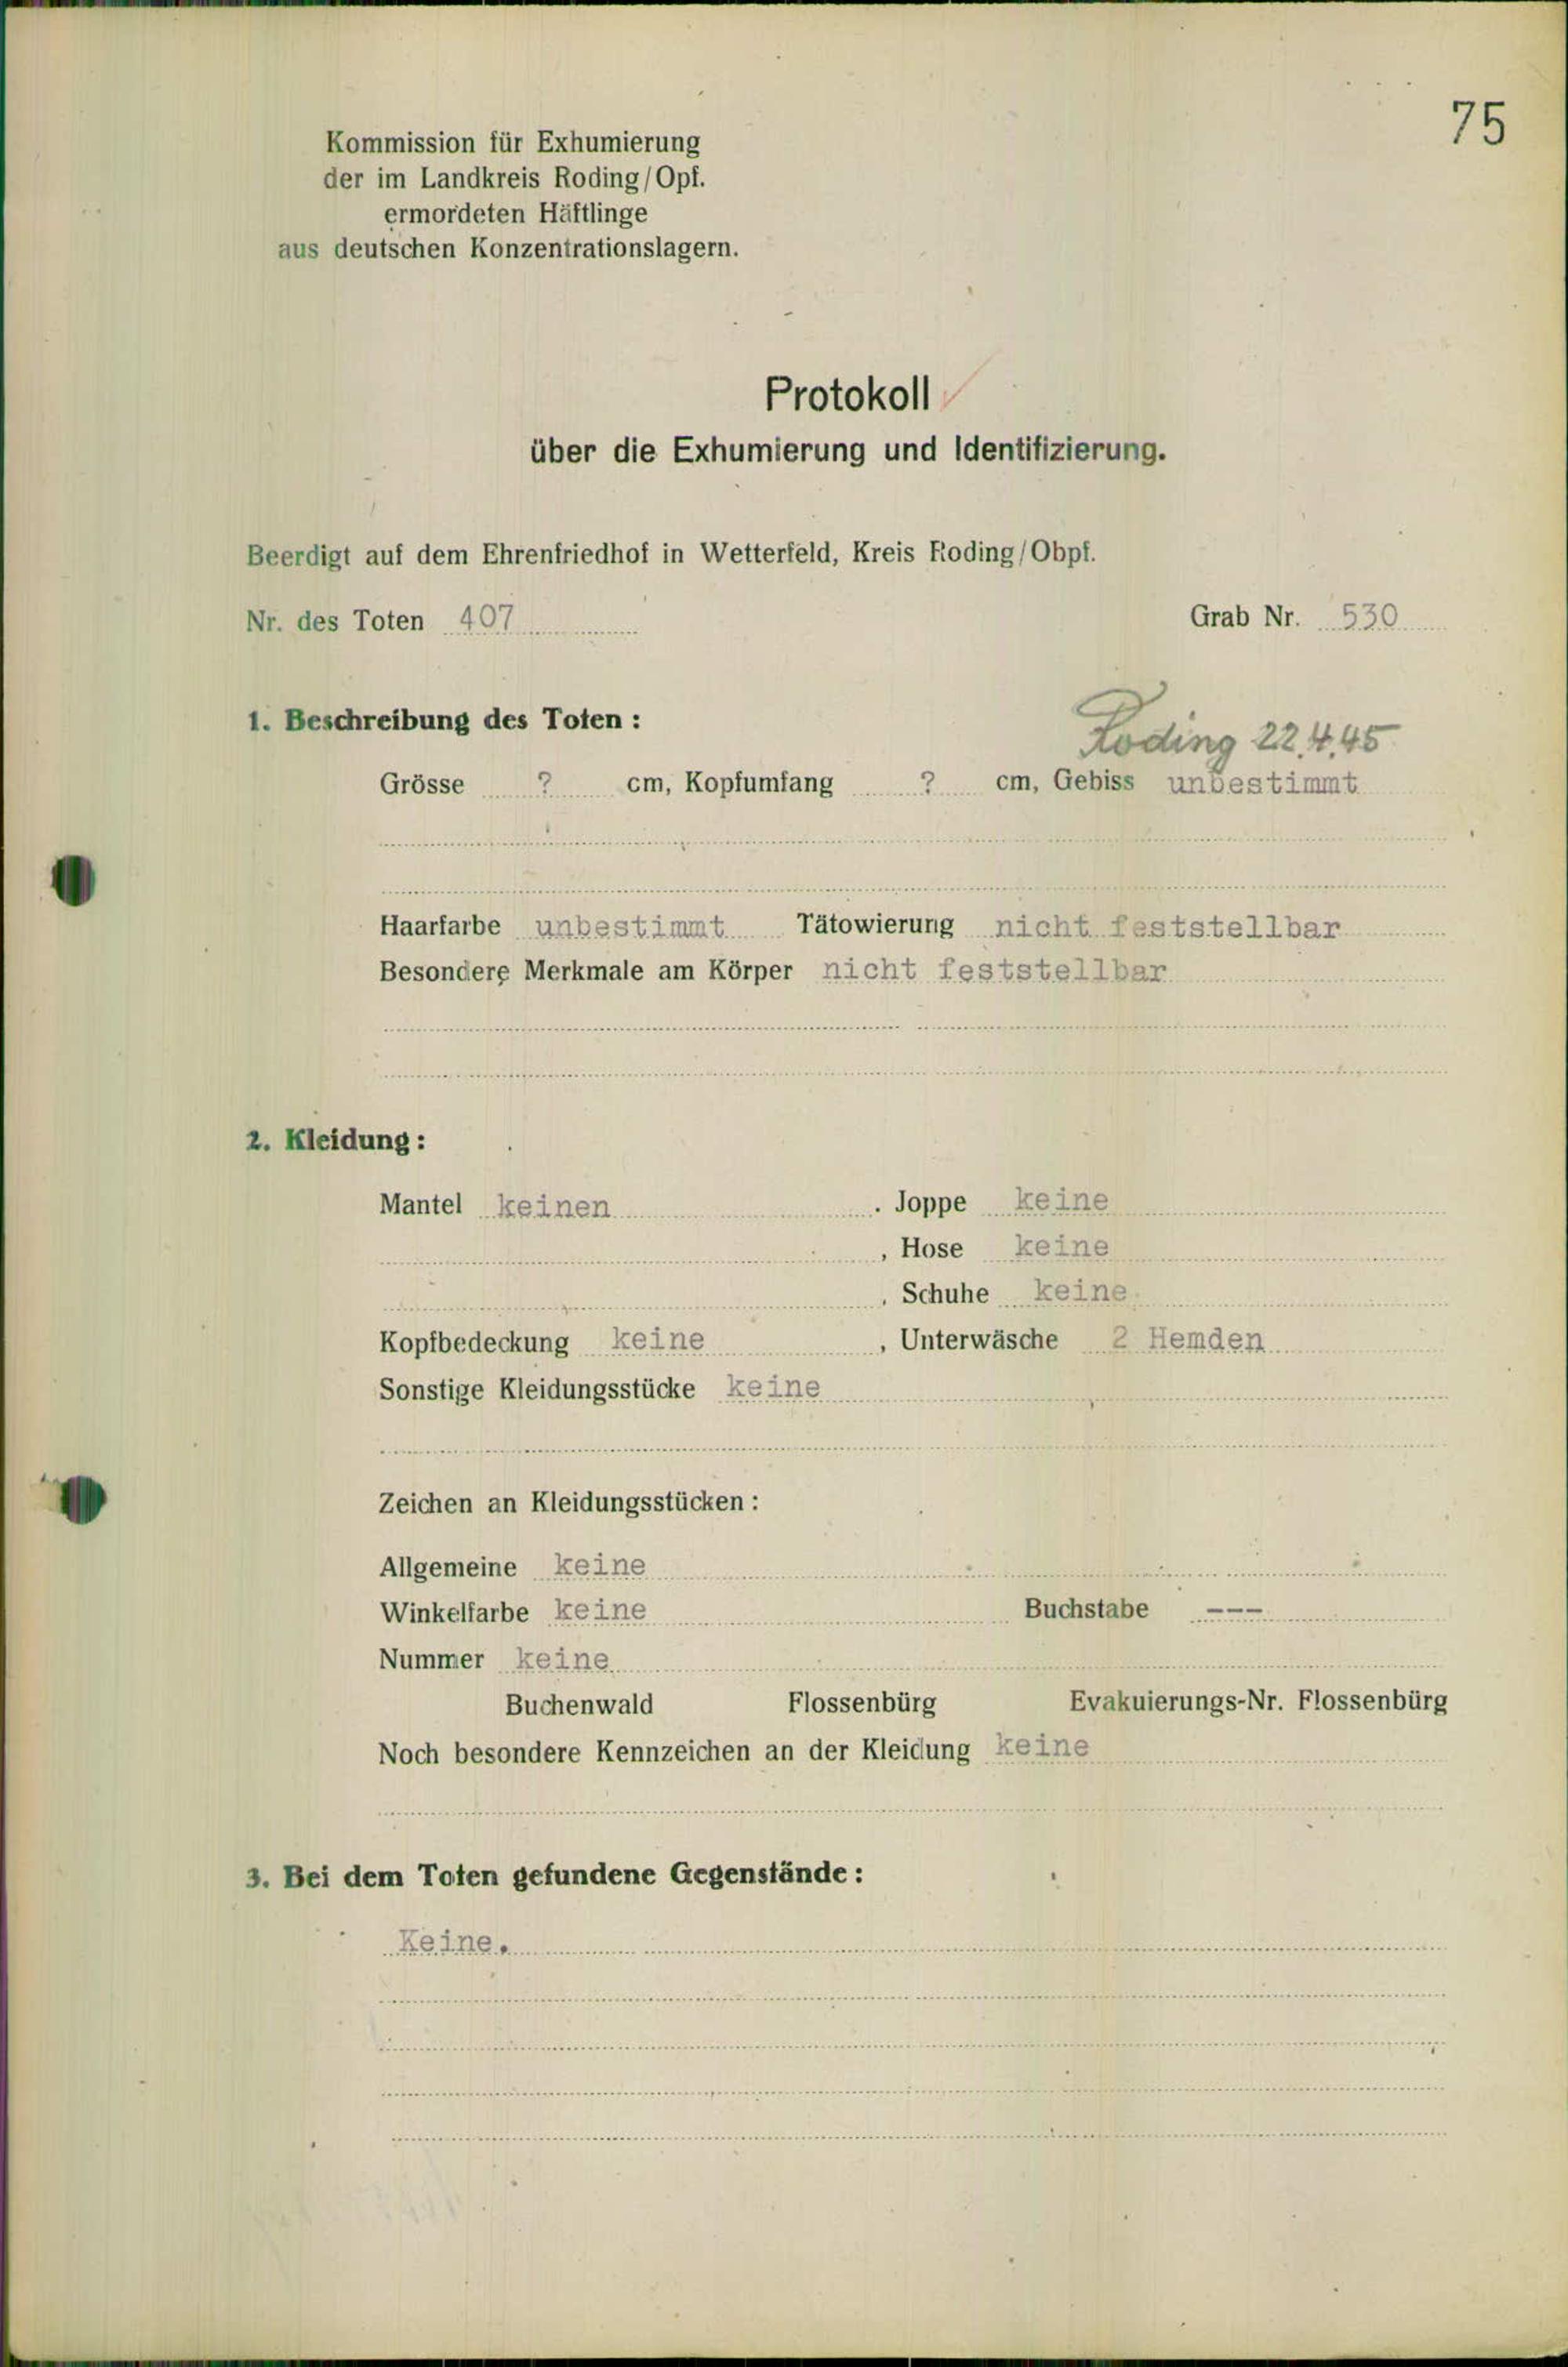 75
Kommission für Exhumierung
der im Landkreis Roding/Opf.
ermordeten Häftlinge
aus deutschen Konzentrationslagern.
Protokoll
über die Exhumierung und Identifizierung.
Beerdigt auf dem Ehrenfriedhof in Wetterfeld, Kreis Roding/Obpf.
Nr. des Toten 407 Grab Nr. 530
1. Beschreibung des Toten :
Roding 22.4.45
Grösse ? cm, Kopfumfang ? cm, Gebiss unbestimmt
Haarfarbe unbestimmt Tätowierung nicht feststellbar
Besondere Merkmale am Körper nicht feststellbar
2. Kleidung :
Mantel keinen . Joppe keine
, Hose keine
, Schuhe keine
Kopfbedeckung keine , Unterwäsche 2 Hemden
Sonstige Kleidungsstücke keine
Zeichen an Kleidungsstücken :
Allgemeine keine
Winkelfarbe keine Buchstabe ---
Nummer keine
Buchenwald Flossenbürg Evakuierungs-Nr. Flossenbürg
Noch besondere Kennzeichen an der Kleidung keine
3. Bei dem Toten gefundene Gegenstände :
Keine.